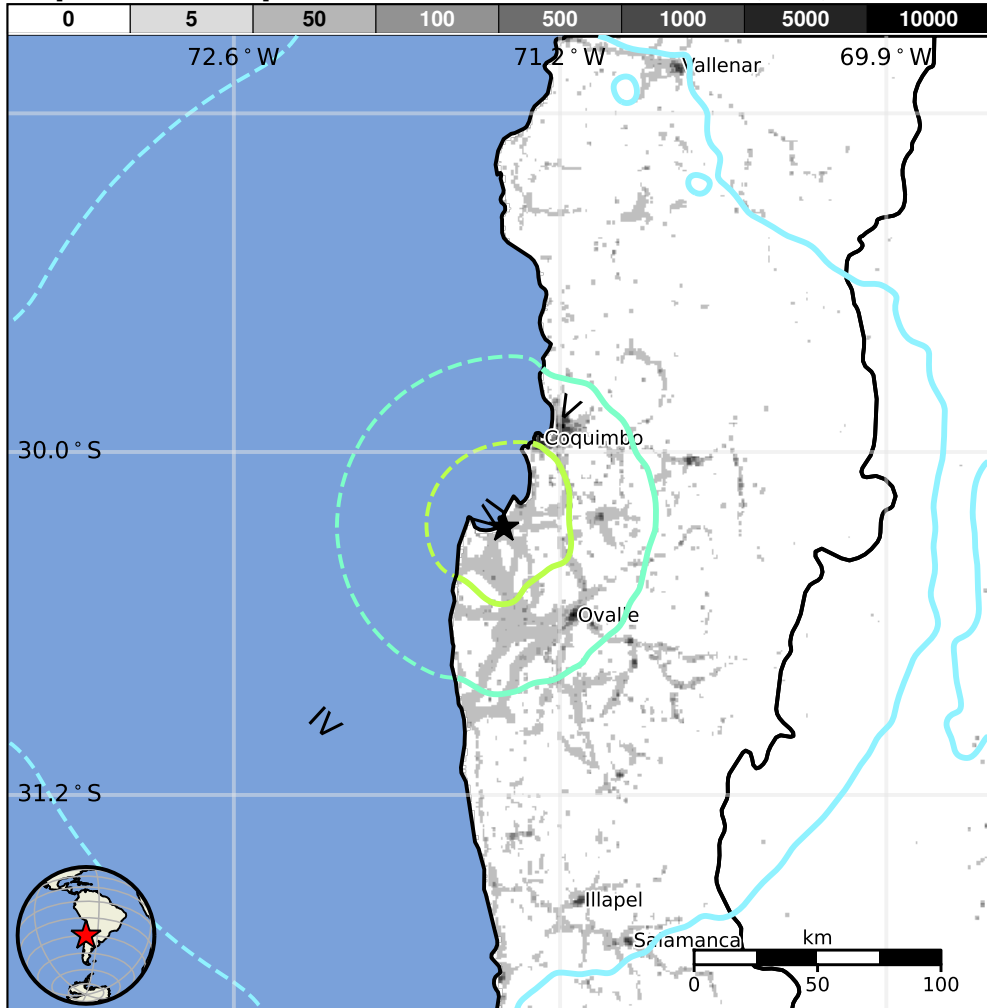 0 5 50 100 500 1000 5000 10000
72.6°W 71.2°W 69.9°W
Vallenar
V
30.0°S
Coquimbo
VI
Ovalle
IV
31.2°S
Illapel
Salamanca
km
0 50 100